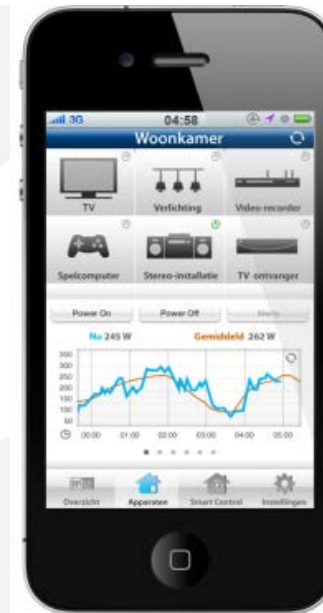 3G 04:58
Woonkamer
TV Verlichting Video-recorder
Spelcomputer Stereo-installatie TV ontvanger
Power On Power Off Alerts
Nu 245 W Gemiddeld 262 W
350
300
250
200
150
100
50
00:00 01:00 02:00 03:00 04:00 05:00
Overzicht Apparaten Smart Control Instellingen